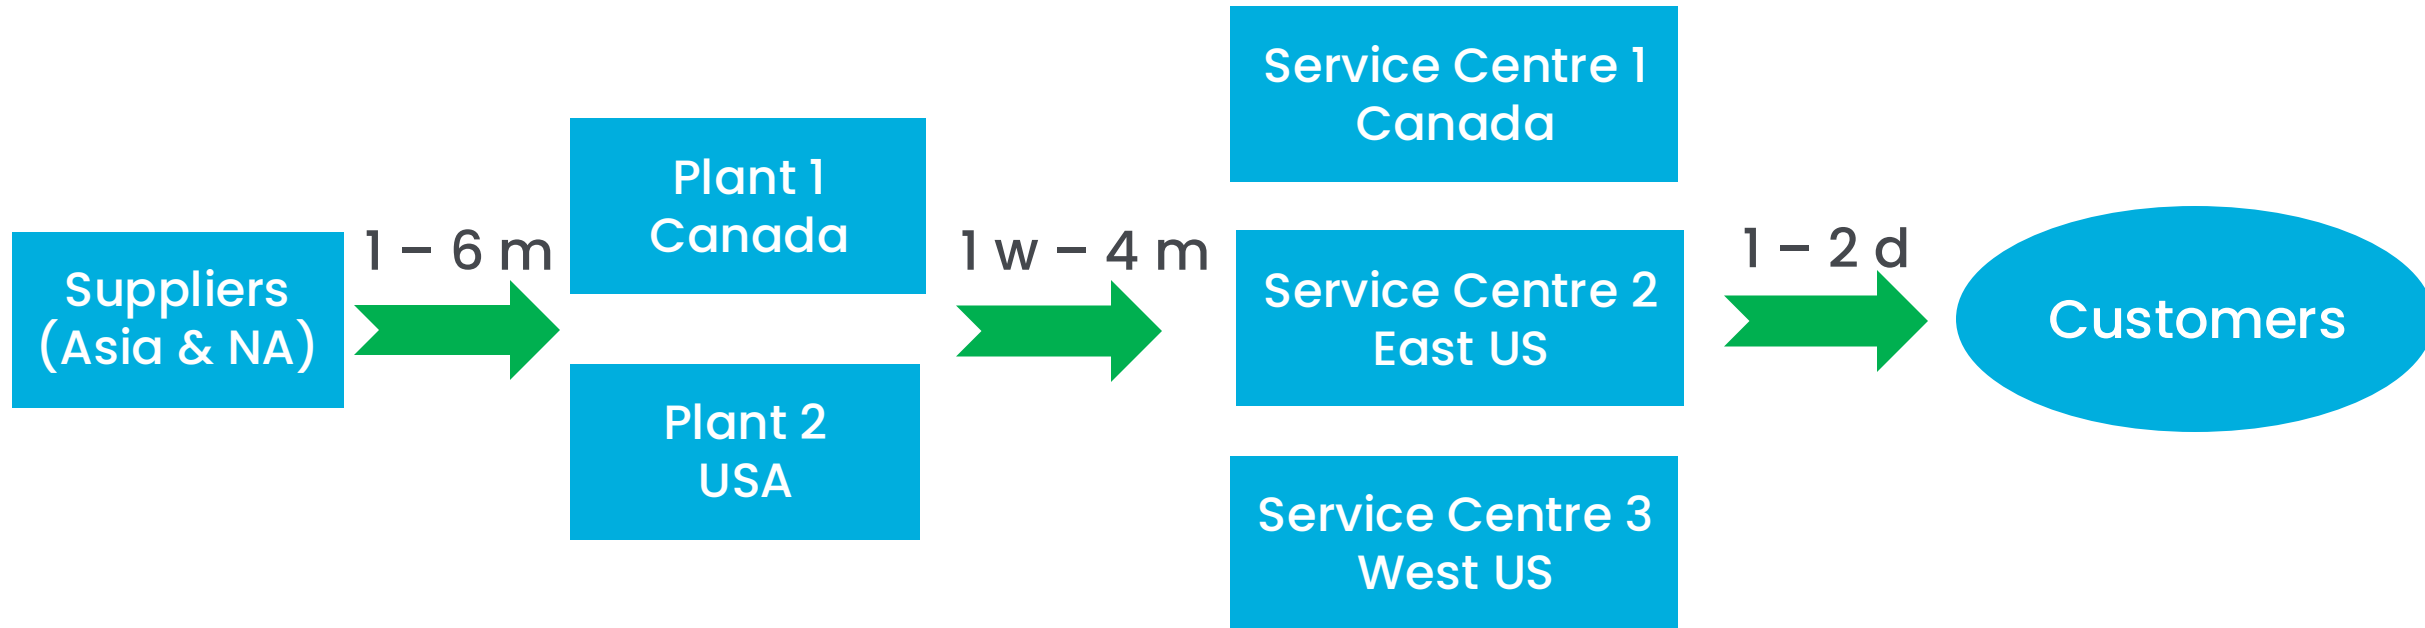 Suppliers
(Asia & NA)
1 – 6 m
Plant 1
Canada
Plant 2
USA
1 w – 4 m
Service Centre 1
Canada
Service Centre 2
East US
Service Centre 3
West US
1 – 2 d
Customers